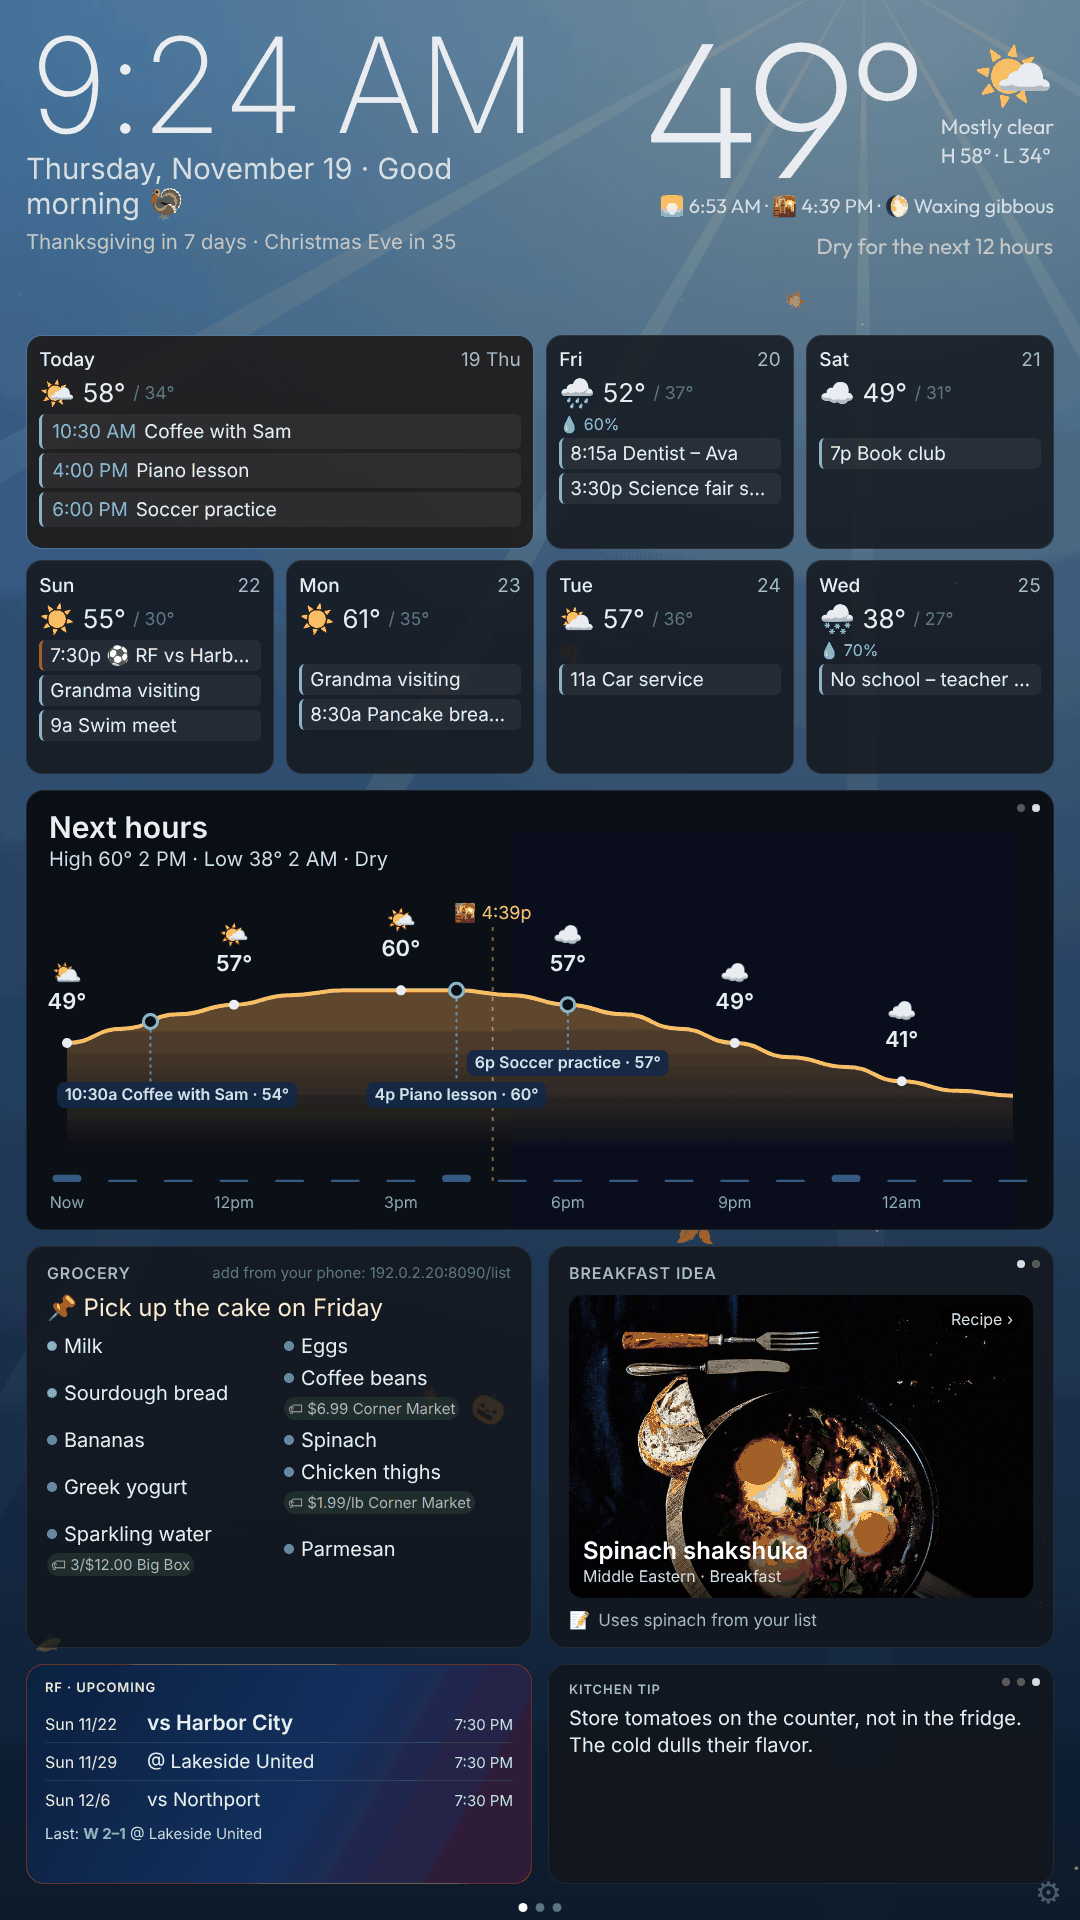 9:24 AM
Thursday, November 19 · Good
morning
Thanksgiving in 7 days · Christmas Eve in 35
49°
Mostly clear
H 58° · L 34°
6:53 AM · 4:39 PM · Waxing gibbous
Dry for the next 12 hours
Today 19 Thu
58° / 34°
10:30 AM Coffee with Sam
4:00 PM Piano lesson
6:00 PM Soccer practice
Fri 20
52° / 37°
60%
8:15a Dentist – Ava
3:30p Science fair s...
Sat 21
49° / 31°
7p Book club
Sun 22
55° / 30°
7:30p ⚽ RF vs Harb...
Grandma visiting
9a Swim meet
Mon 23
61° / 35°
Grandma visiting
8:30a Pancake brea...
Tue 24
57° / 36°
11a Car service
Wed 25
38° / 27°
70%
No school – teacher ...
Next hours
High 60° 2 PM · Low 38° 2 AM · Dry
49°
57°
60°
4:39p
57°
49°
41°
10:30a Coffee with Sam · 54°
4p Piano lesson · 60°
6p Soccer practice · 57°
Now 12pm 3pm 6pm 9pm 12am
GROCERY add from your phone: 192.0.2.20:8090/list
📌 Pick up the cake on Friday
Milk
Eggs
Sourdough bread
Coffee beans
$6.99 Corner Market
Bananas
Spinach
Greek yogurt
Chicken thighs
$1.99/lb Corner Market
Sparkling water
3/$12.00 Big Box
Parmesan
BREAKFAST IDEA
Recipe ›
Spinach shakshuka
Middle Eastern · Breakfast
📝 Uses spinach from your list
RF · UPCOMING
Sun 11/22 vs Harbor City 7:30 PM
Sun 11/29 @ Lakeside United 7:30 PM
Sun 12/6 vs Northport 7:30 PM
Last: W 2–1 @ Lakeside United
KITCHEN TIP
Store tomatoes on the counter, not in the fridge.
The cold dulls their flavor.